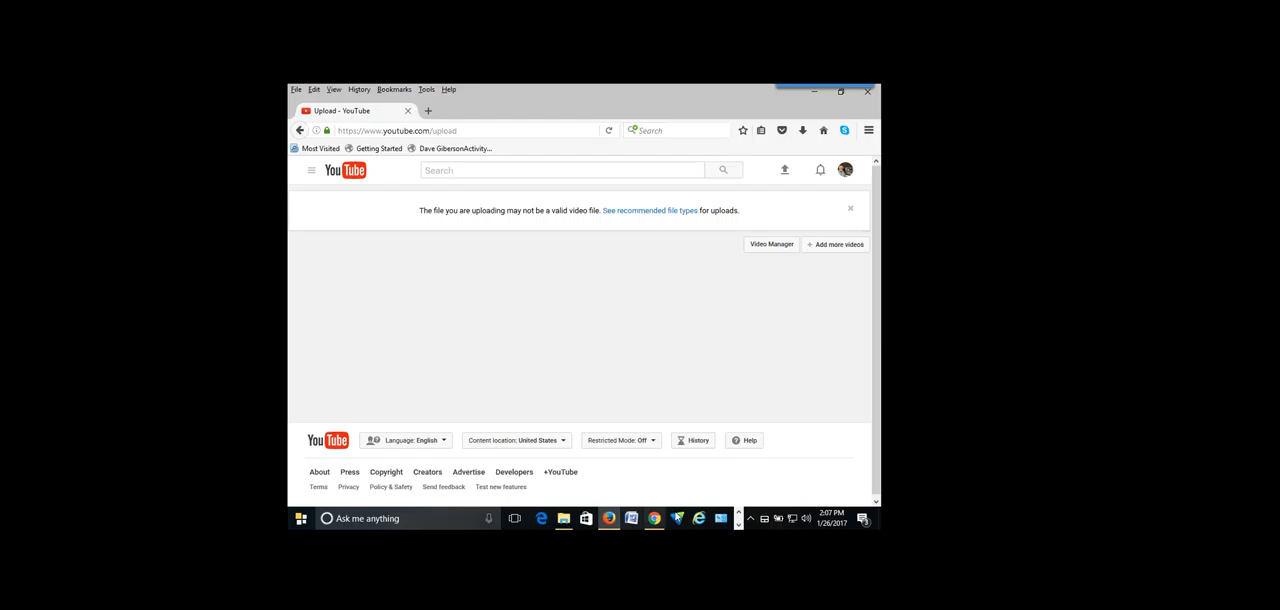 File Edit View History Bookmarks Tools Help
Upload - YouTube
https://www.youtube.com/upload Search
Most Visited Getting Started Dave GibersonActivity...
YouTube Search
The file you are uploading may not be a valid video file. See recommended file types for uploads.
Video Manager + Add more videos
YouTube Language: English Content location: United States Restricted Mode: Off History Help
About Press Copyright Creators Advertise Developers +YouTube
Terms Privacy Policy & Safety Send feedback Test new features
Ask me anything 2:07 PM
1/26/2017 3